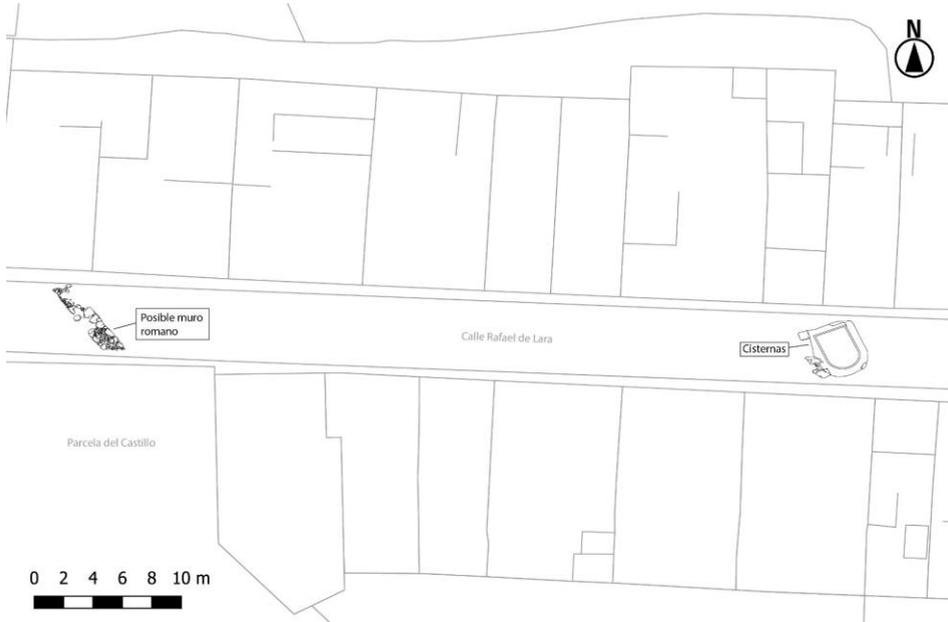 N
Posible muro
romano
Calle Rafael de Lara
Cisternas
Parcela del Castillo
0 2 4 6 8 10 m